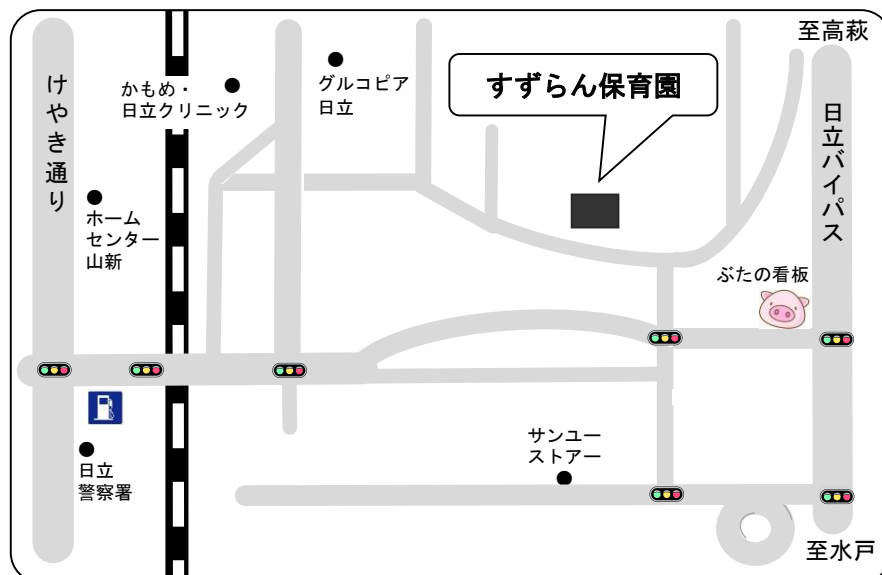 至高萩
けやき通り
かもめ・
日立クリニック
グルコピア
日立
すずらん保育園
日立バイパス
ホーム
センター
山新
ぶたの看板
日立
警察署
サンユー
ストアー
至水戸